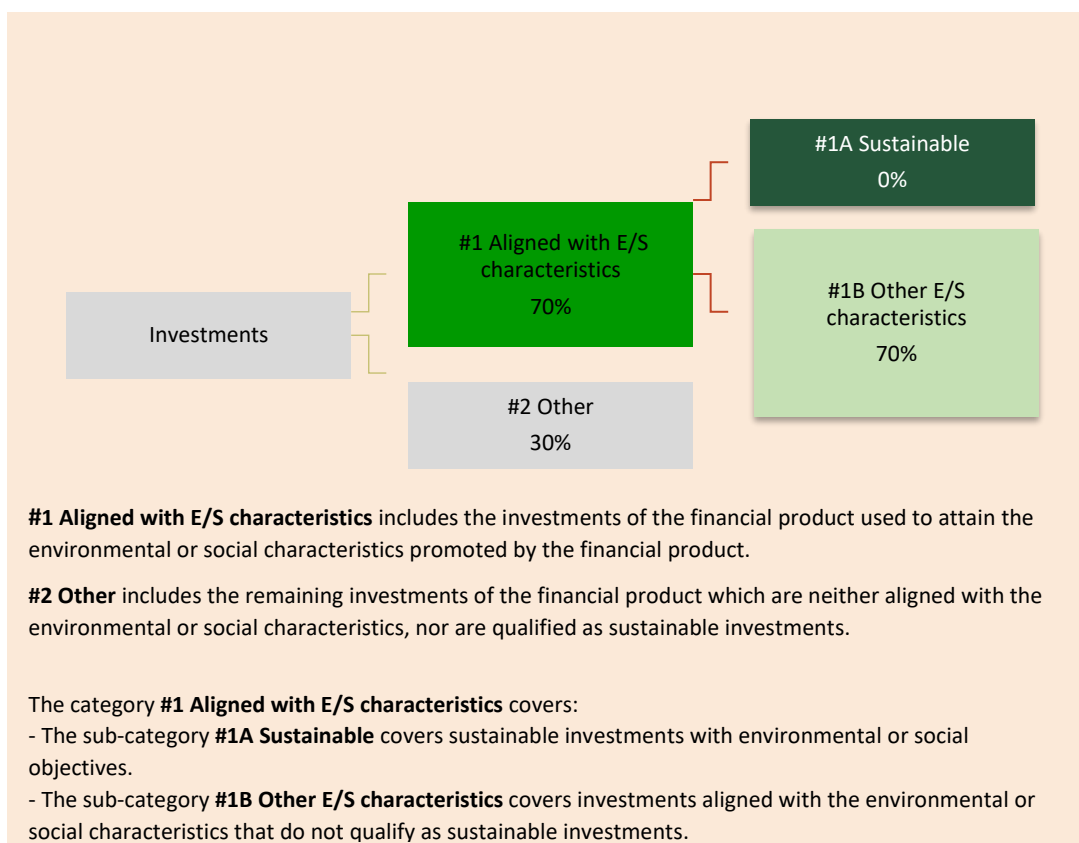 #1A Sustainable
0%
#1 Aligned with E/S
characteristics
70%
#1B Other E/S
characteristics
70%
Investments
#2 Other
30%
#1 Aligned with E/S characteristics includes the investments of the financial product used to attain the
environmental or social characteristics promoted by the financial product.
#2 Other includes the remaining investments of the financial product which are neither aligned with the
environmental or social characteristics, nor are qualified as sustainable investments.
The category #1 Aligned with E/S characteristics covers:
- The sub-category #1A Sustainable covers sustainable investments with environmental or social
objectives.
- The sub-category #1B Other E/S characteristics covers investments aligned with the environmental or
social characteristics that do not qualify as sustainable investments.